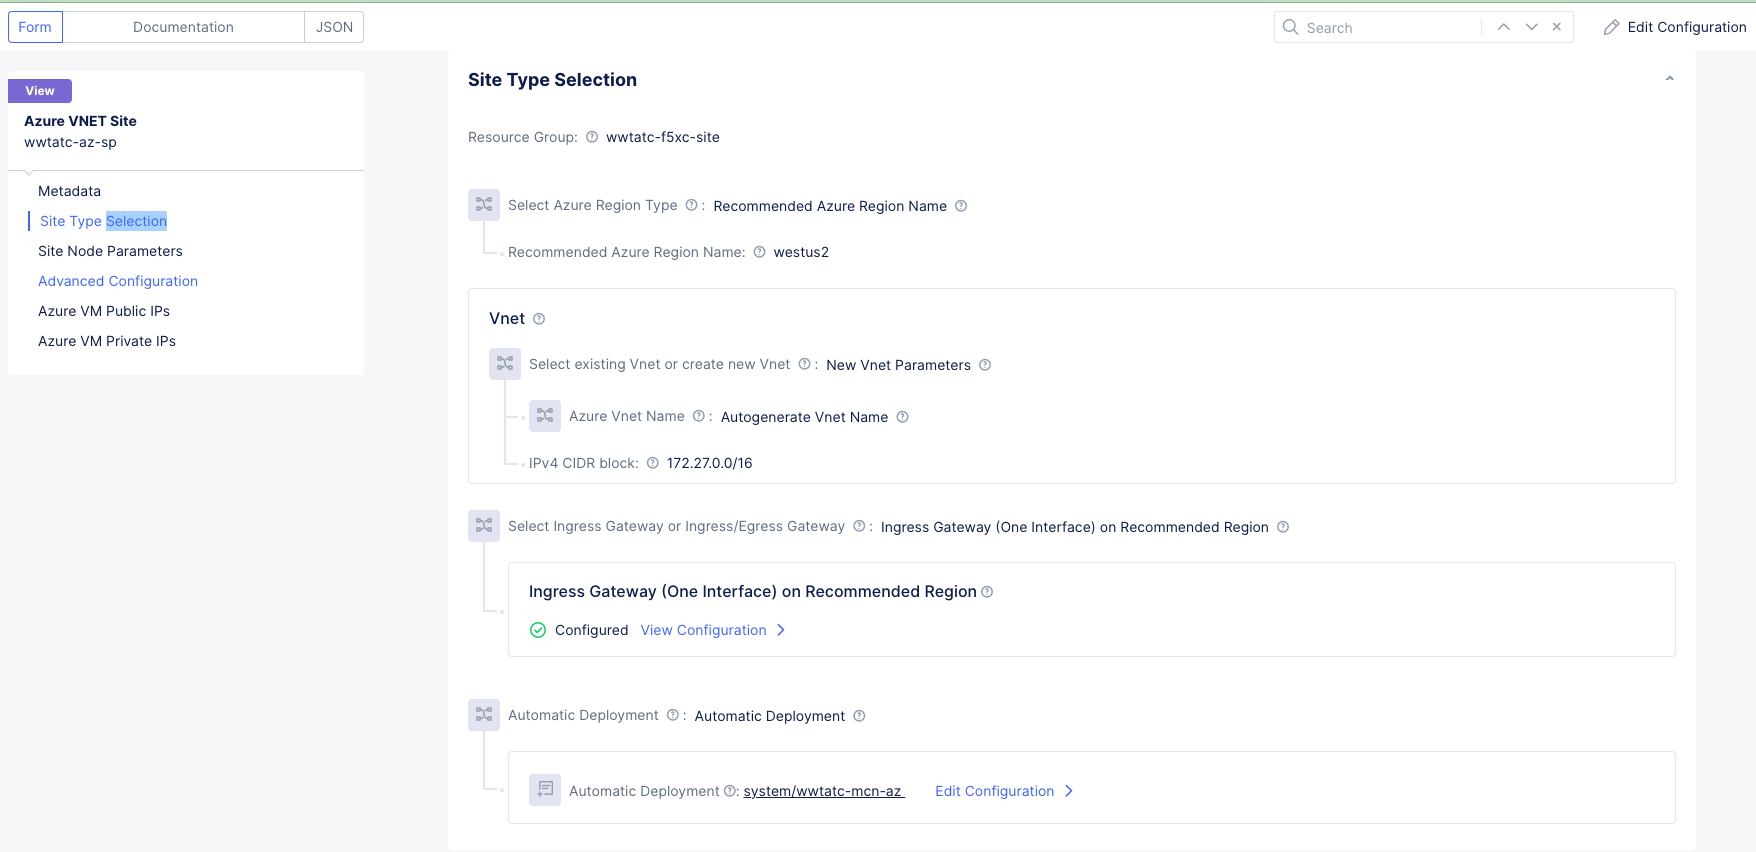 Form Documentation JSON
Search
Edit Configuration
View
Azure VNET Site
wwtatc-az-sp
Metadata
Site Type Selection
Site Node Parameters
Advanced Configuration
Azure VM Public IPs
Azure VM Private IPs
Site Type Selection
Resource Group: wwtatc-f5xc-site
Select Azure Region Type : Recommended Azure Region Name
Recommended Azure Region Name: westus2
Vnet
Select existing Vnet or create new Vnet : New Vnet Parameters
Azure Vnet Name : Autogenerate Vnet Name
IPv4 CIDR block: 172.27.0.0/16
Select Ingress Gateway or Ingress/Egress Gateway : Ingress Gateway (One Interface) on Recommended Region
Ingress Gateway (One Interface) on Recommended Region
Configured View Configuration
Automatic Deployment : Automatic Deployment
Automatic Deployment : system/wwtatc-mcn-az Edit Configuration